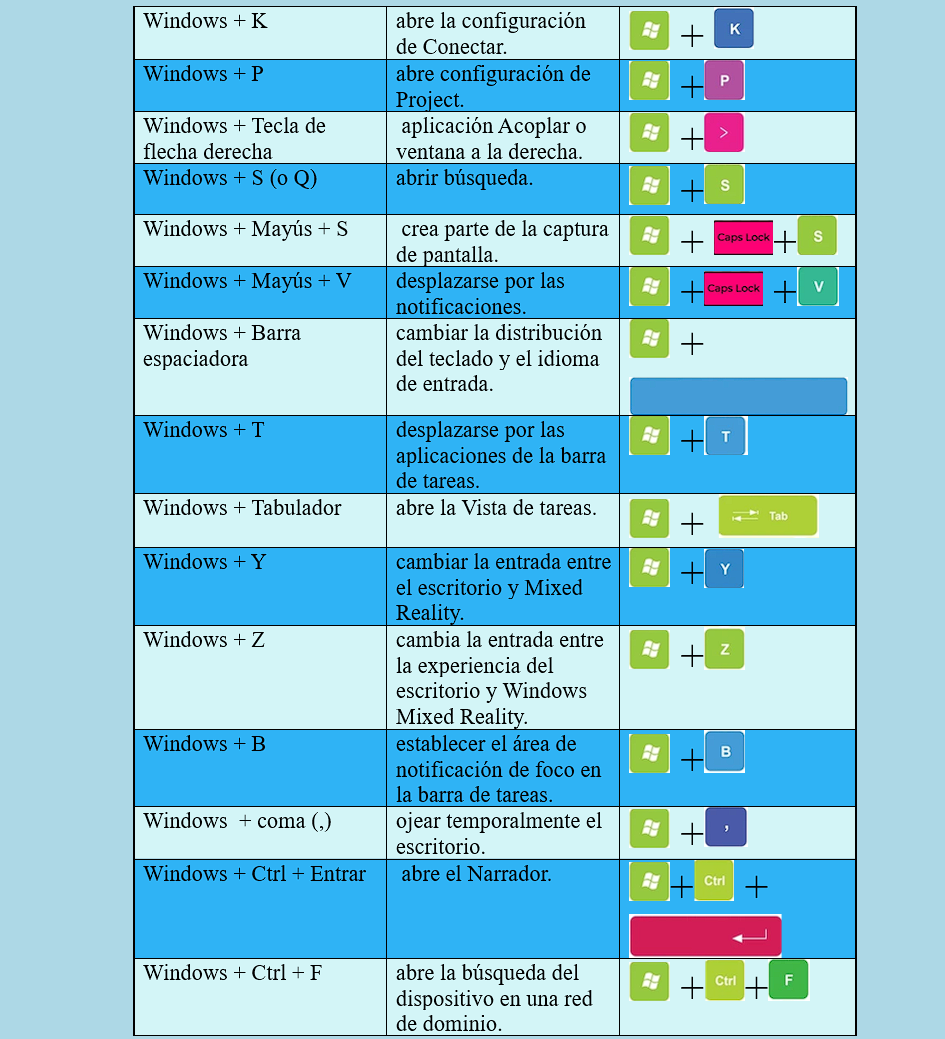 Windows + K
abre la configuración
de Conectar.
+
K
Windows + P
abre configuración de
Project.
+
P
Windows + Tecla de
flecha derecha
aplicación Acoplar o
ventana a la derecha.
+
>
Windows + S (o Q)
abrir búsqueda.
+
S
Windows + Mayús + S
crea parte de la captura
de pantalla.
+
Caps Lock
+
S
Windows + Mayús + V
desplazarse por las
notificaciones.
+
Caps Lock
+
V
Windows + Barra
espaciadora
cambiar la distribución
del teclado y el idioma
de entrada.
+
Windows + T
desplazarse por las
aplicaciones de la barra
de tareas.
+
T
Windows + Tabulador
abre la Vista de tareas.
+
Tab
Windows + Y
cambiar la entrada entre
el escritorio y Mixed
Reality.
+
Y
Windows + Z
cambia la entrada entre
la experiencia del
escritorio y Windows
Mixed Reality.
+
Z
Windows + B
establecer el área de
notificación de foco en
la barra de tareas.
+
B
Windows  + coma (,)
ojear temporalmente el
escritorio.
+
,
Windows + Ctrl + Entrar
abre el Narrador.
+
Ctrl
+
Windows + Ctrl + F
abre la búsqueda del
dispositivo en una red
de dominio.
+
Ctrl
+
F